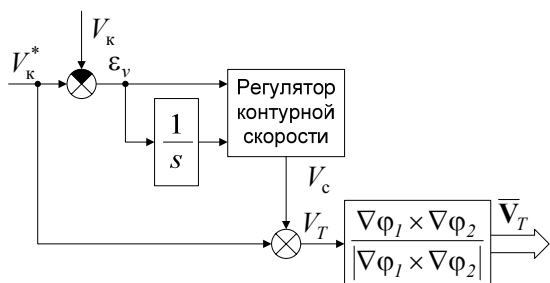 Vк
Vк*
εv
Регулятор
контурной
скорости
1
s
Vс
VT
∇φ1 × ∇φ2
|∇φ1 × ∇φ2|
V̅T